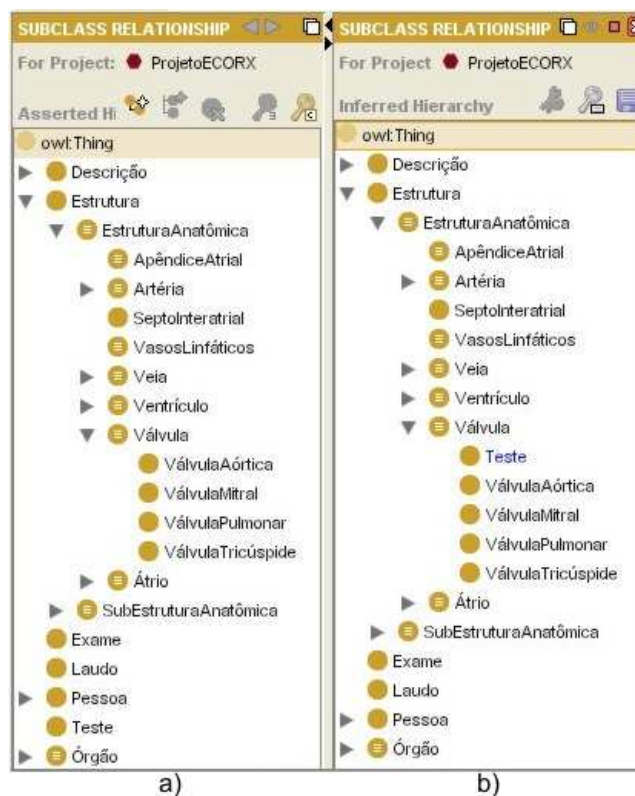 SUBCLASS RELATIONSHIP
For Project: ProjetoECORX
Asserted Hi
owl:Thing
Descrição
Estrutura
EstruturaAnatômica
ApêndiceAtrial
Artéria
SeptoInteratrial
VasosLinfáticos
Veia
Ventrículo
Válvula
VálvulaAórtica
VálvulaMitral
VálvulaPulmonar
VálvulaTricúspide
Átrio
SubEstruturaAnatômica
Exame
Laudo
Pessoa
Teste
Órgão
a)
SUBCLASS RELATIONSHIP
For Project ProjetoECORX
Inferred Hierarchy
owl:Thing
Descrição
Estrutura
EstruturaAnatômica
ApêndiceAtrial
Artéria
SeptoInteratrial
VasosLinfáticos
Veia
Ventrículo
Válvula
Teste
VálvulaAórtica
VálvulaMitral
VálvulaPulmonar
VálvulaTricúspide
Átrio
SubEstruturaAnatômica
Exame
Laudo
Pessoa
Órgão
b)